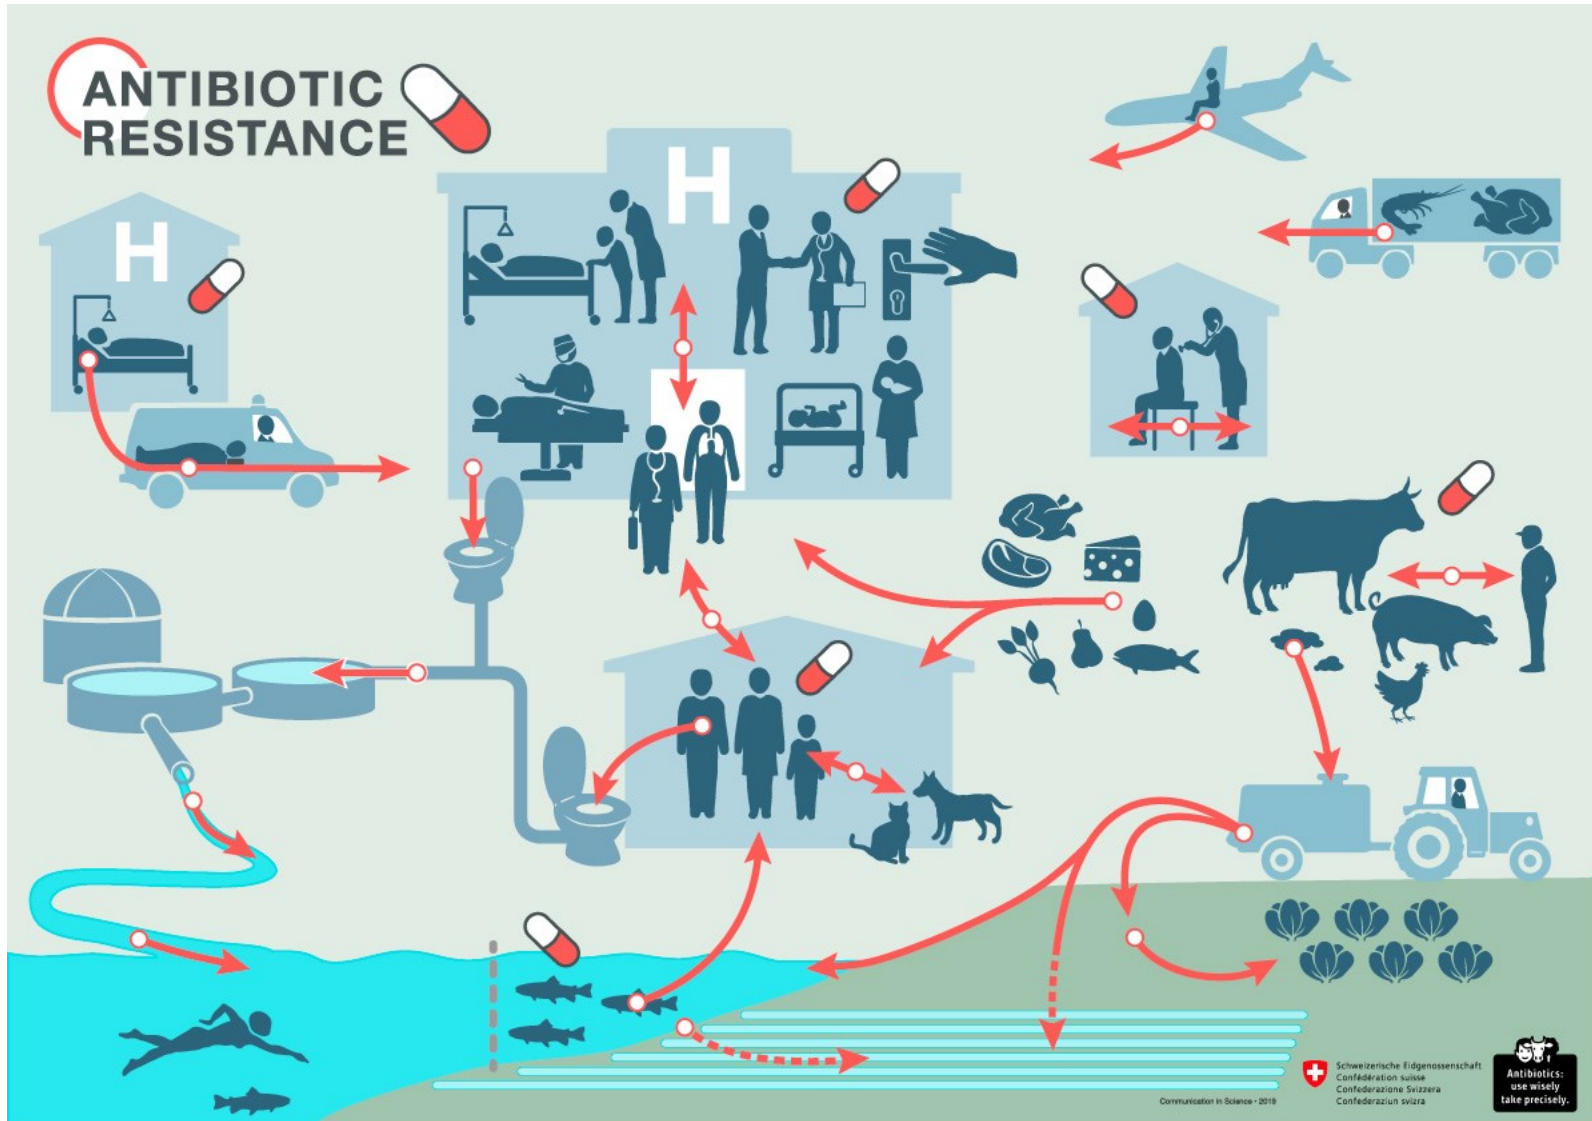 ANTIBIOTIC
RESISTANCE
H
H
Schweizerische Eidgenossenschaft
Confédération suisse
Confederazione Svizzera
Confederaziun svizra
Communication in Science • 2019
Antibiotics:
use wisely
take precisely.